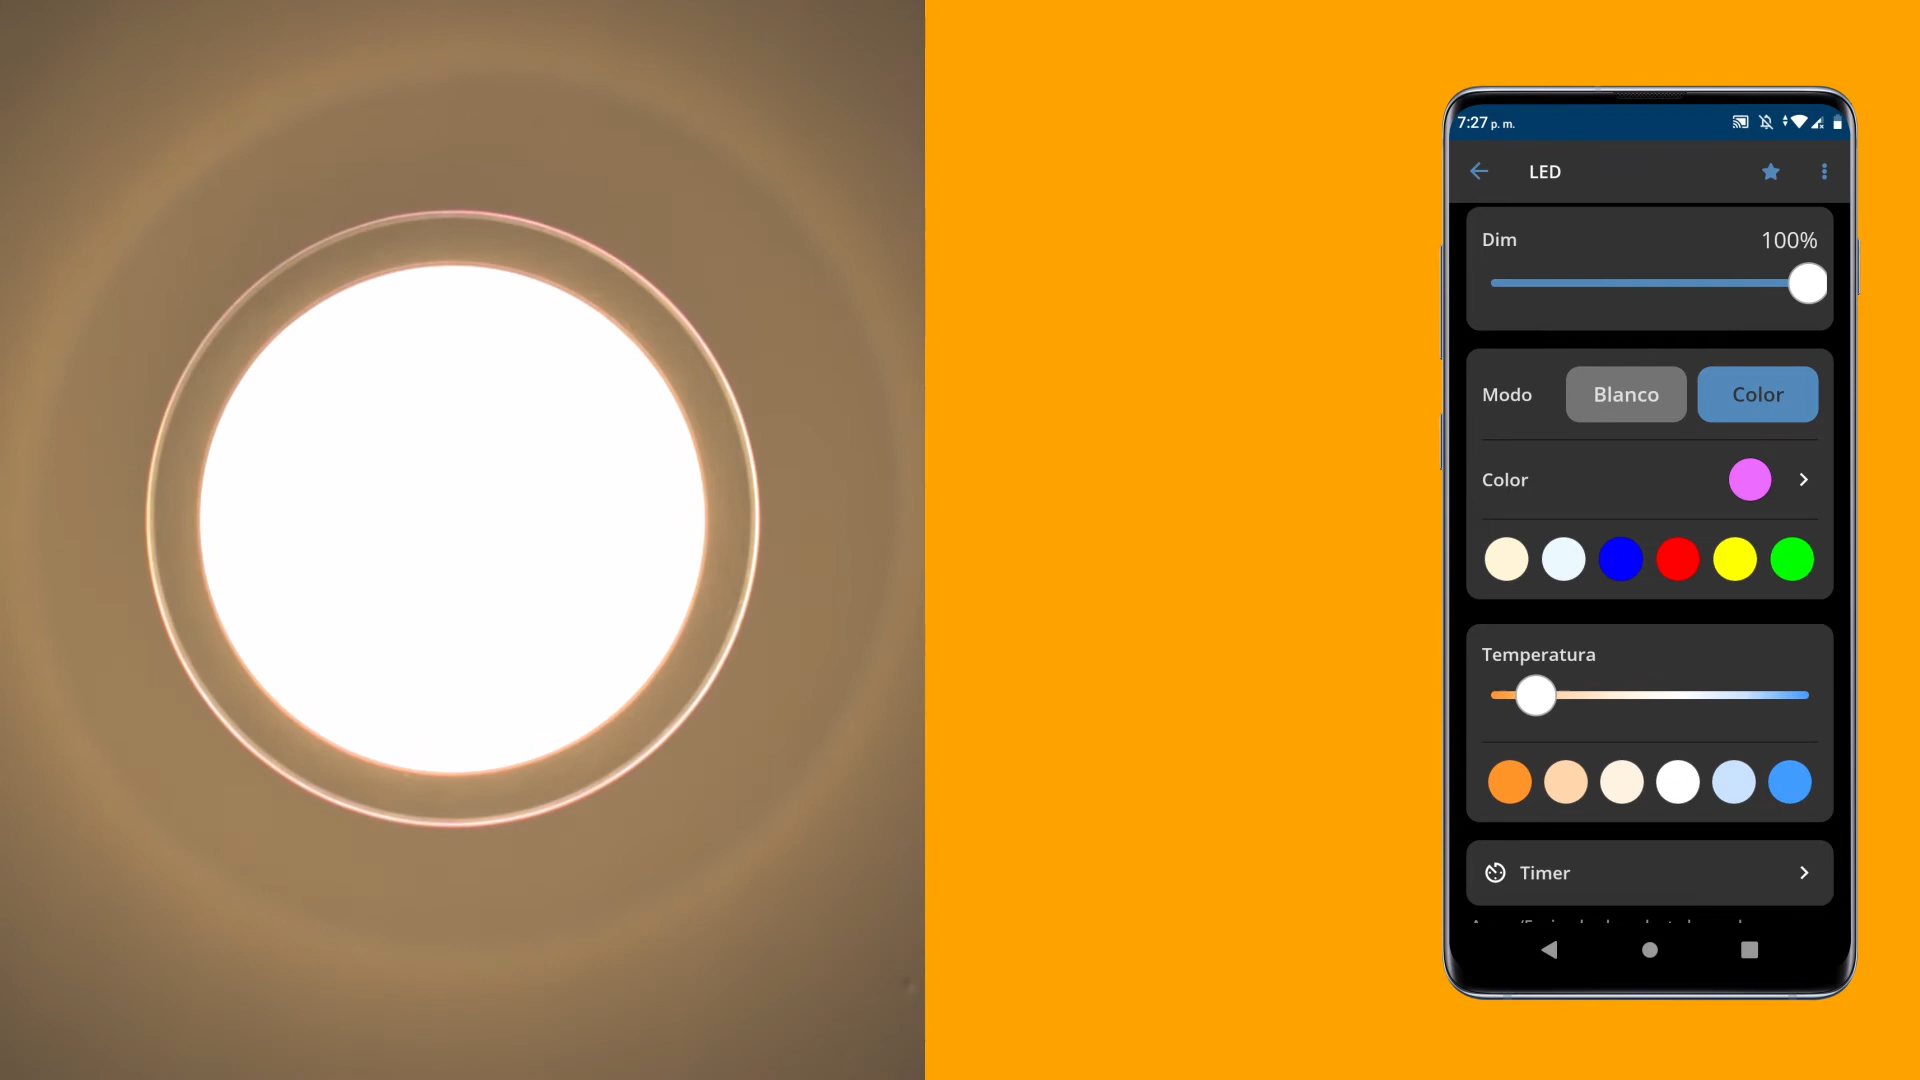 7:27 p. m.
LED
Dim 100%
Modo Blanco Color
Color
Temperatura
Timer